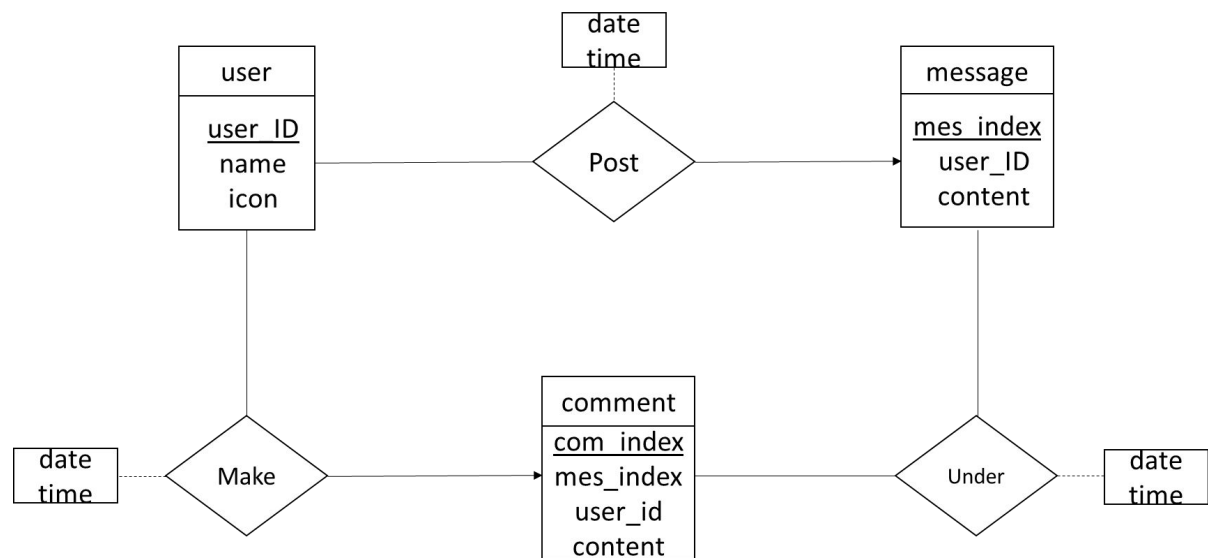 date
time
user
user_ID
name
icon
Post
message
mes_index
user_ID
content
date
time
Make
comment
com_index
mes_index
user_id
content
Under
date
time